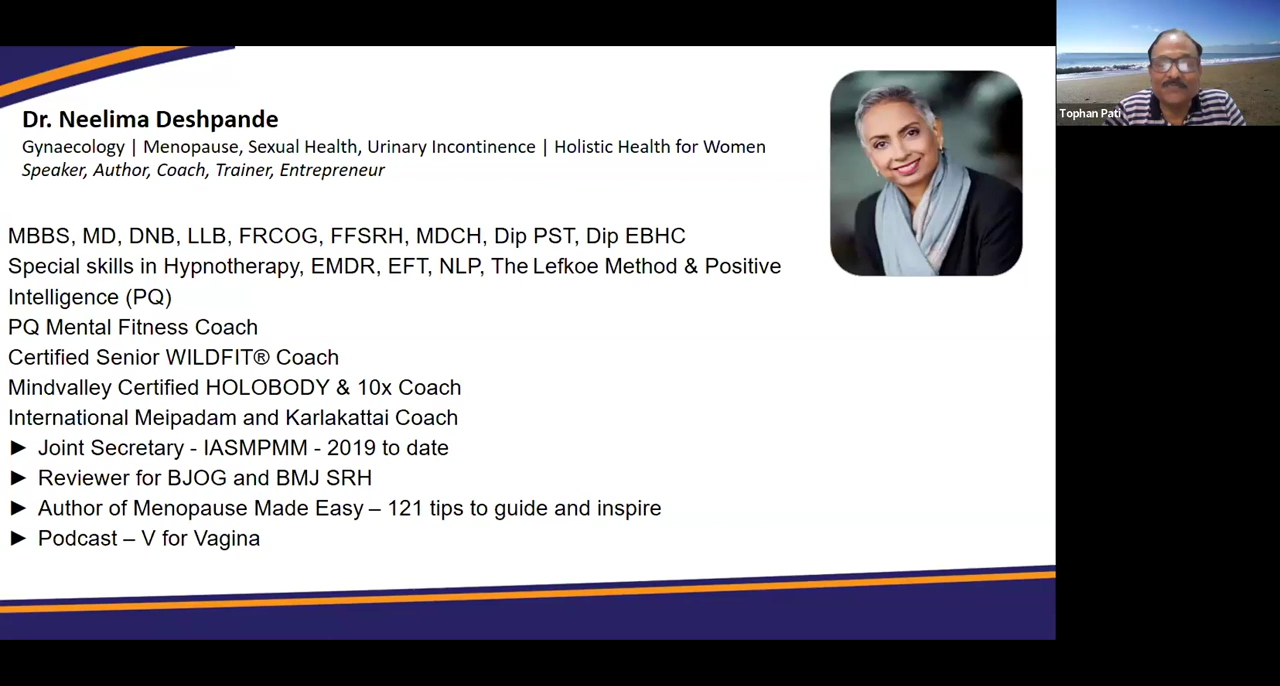 Dr. Neelima Deshpande
Gynaecology | Menopause, Sexual Health, Urinary Incontinence | Holistic Health for Women
Speaker, Author, Coach, Trainer, Entrepreneur
MBBS, MD, DNB, LLB, FRCOG, FFSRH, MDCH, Dip PST, Dip EBHC
Special skills in Hypnotherapy, EMDR, EFT, NLP, The Lefkoe Method & Positive
Intelligence (PQ)
PQ Mental Fitness Coach
Certified Senior WILDFIT® Coach
Mindvalley Certified HOLOBODY & 10x Coach
International Meipadam and Karlakattai Coach
► Joint Secretary - IASMPMM - 2019 to date
► Reviewer for BJOG and BMJ SRH
► Author of Menopause Made Easy – 121 tips to guide and inspire
► Podcast – V for Vagina
Tophan Pati